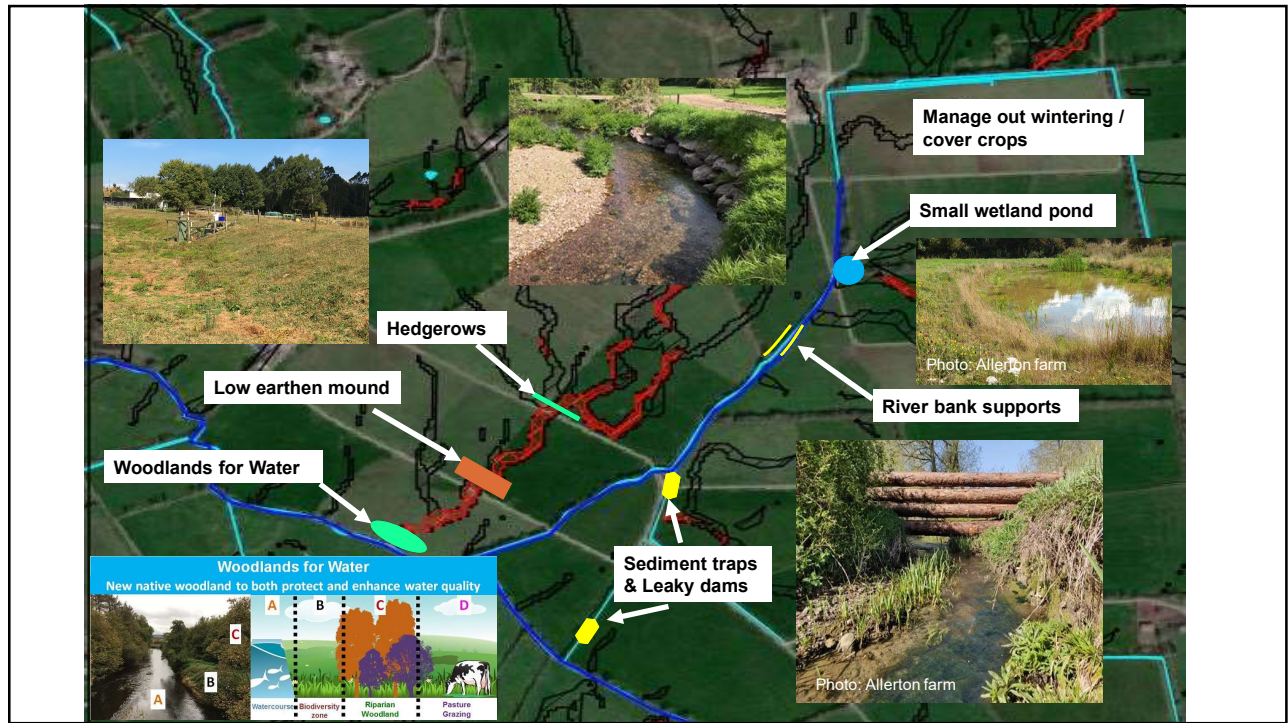 Manage out wintering /
cover crops
Small wetland pond
Photo: Allerton farm
Hedgerows
Low earthen mound
River bank supports
Woodlands for Water
Sediment traps
& Leaky dams
Photo: Allerton farm
Woodlands for Water
New native woodland to both protect and enhance water quality
A B C D
C
B
A
Watercourse Biodiversity zone Riparian Woodland Pasture Grazing